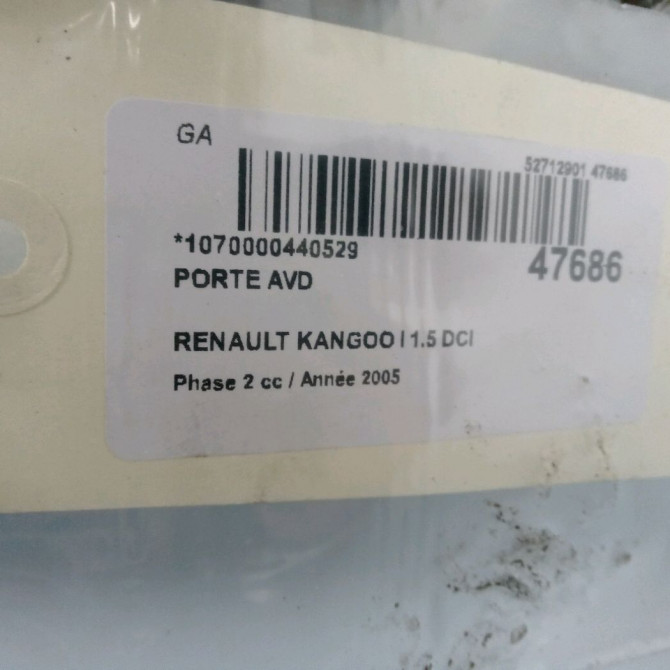 GA
52712901 47686
*1070000440529
47686
PORTE AVD
RENAULT KANGOO I 1.5 DCI
Phase 2 cc / Année 2005